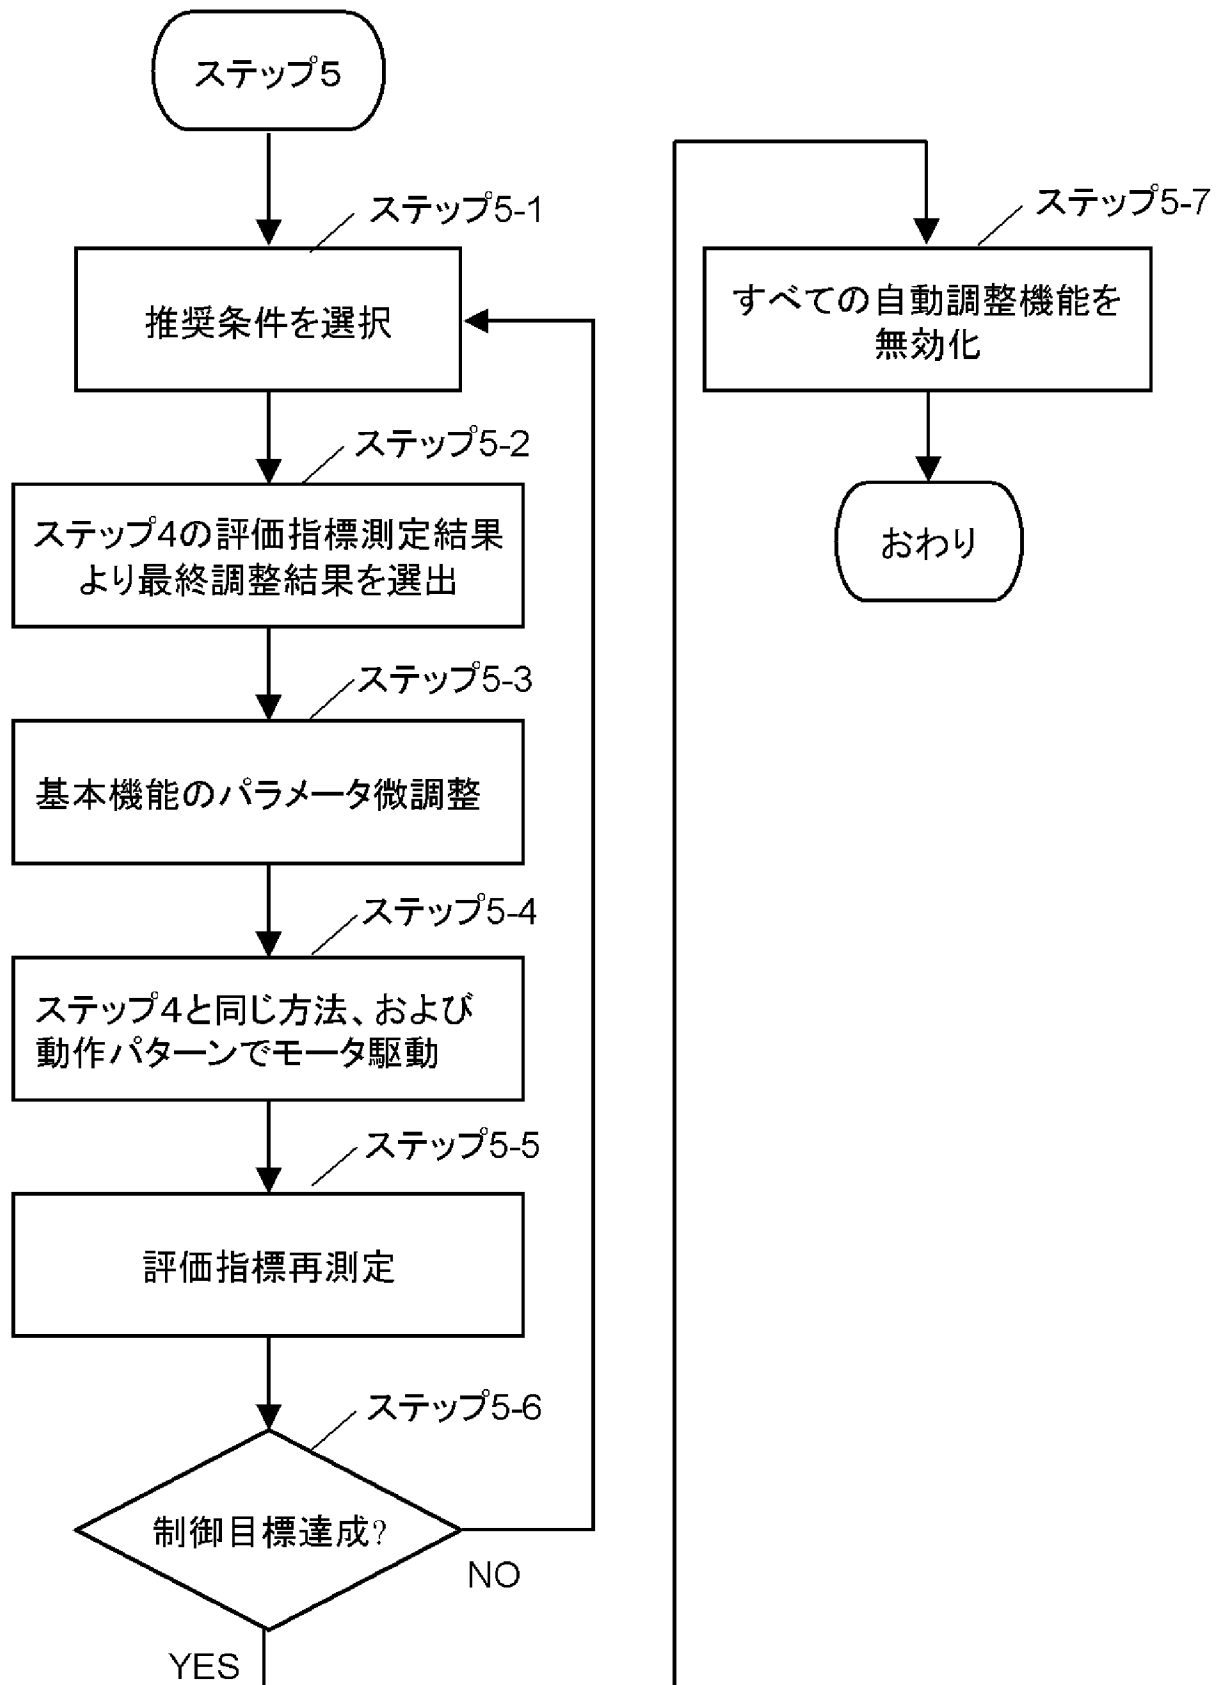 ステップ5
ステップ5-1
推奨条件を選択
ステップ5-2
ステップ4の評価指標測定結果
より最終調整結果を選出
ステップ5-3
基本機能のパラメータ微調整
ステップ5-4
ステップ4と同じ方法、および
動作パターンでモータ駆動
ステップ5-5
評価指標再測定
ステップ5-6
制御目標達成?
NO
YES
ステップ5-7
すべての自動調整機能を
無効化
おわり